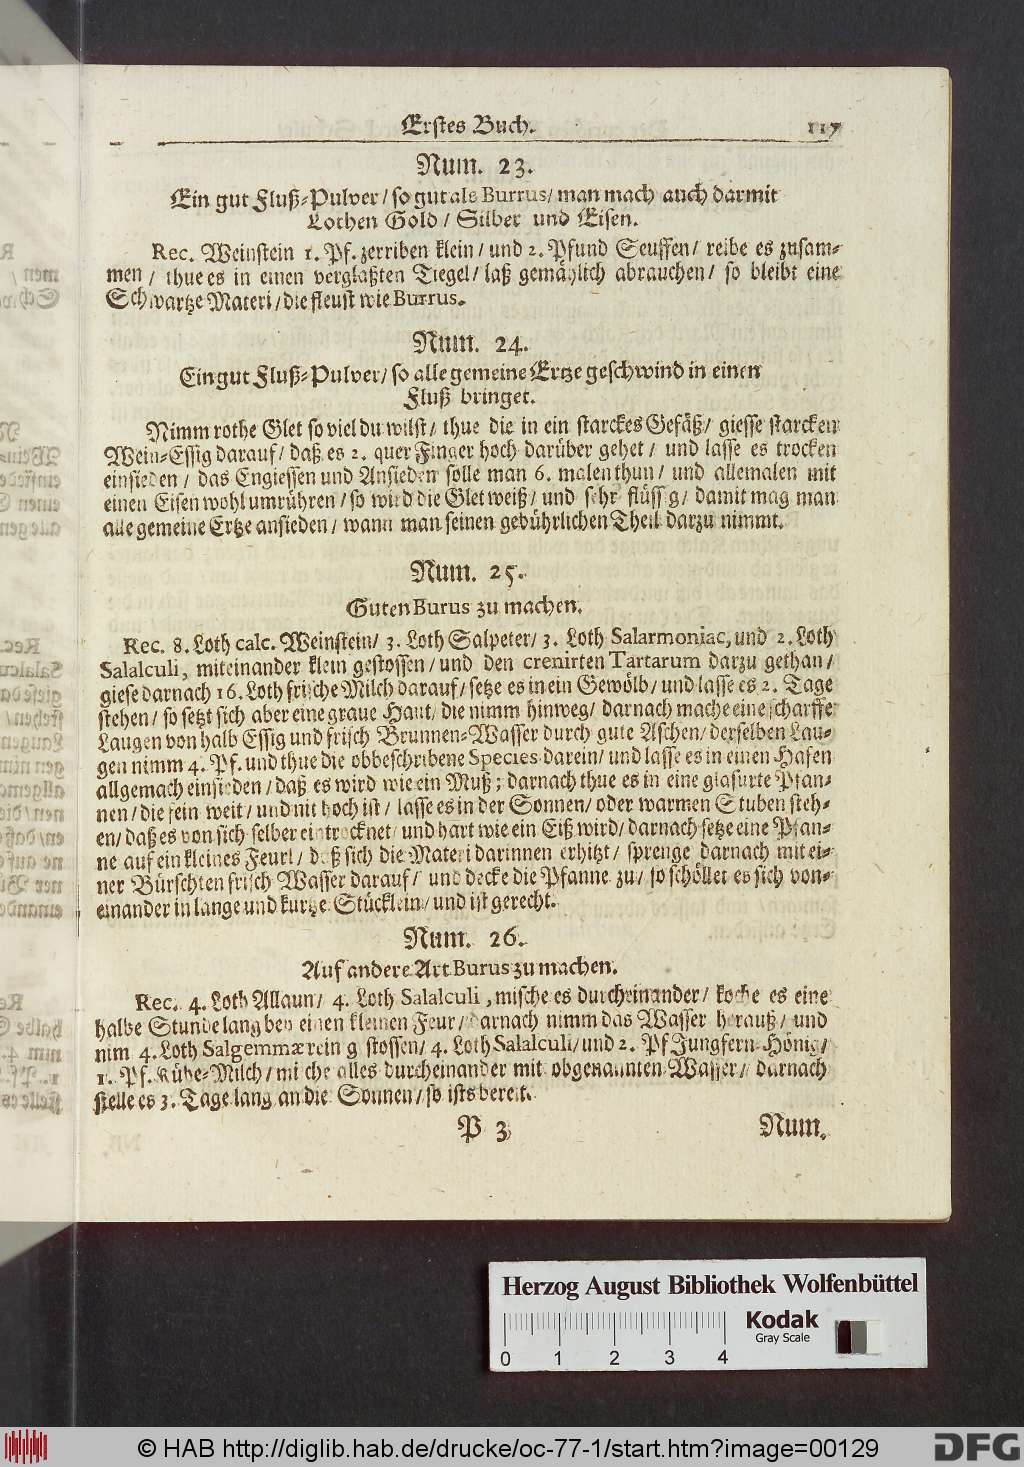 Erstes Buch. 117
Num. 23.
Ein gut Fluß-Pulver/ so gut als Burrus/ man mach auch darmit
Lothen Gold/ Silber und Eisen.
Rec. Weinstein 1. Pf. zerriben klein/ und 2. Pfund Seuffen/ reibe es zusam-
men/ thue es in einen verglaßten Tiegel/ laß gemächlich abrauchen/ so bleibt eine
Schwartze Materi/ die fleust wie Burrus.
Num. 24.
Ein gut Fluß-Pulver/ so alle gemeine Ertze geschwind in einen
Fluß bringet.
Nimm rothe Glet so viel du wilst/ thue die in ein starckes Gefäß/ giesse starcken
Wein-Essig darauf/ daß es 2. quer Finger hoch darüber gehet/ und lasse es trocken
einsieden/ das Engiessen und Ansieden solle man 6. malen thun/ und allemalen mit
einen Eisen wohl umrühren/ so wird die Glet weiß/ und sehr flüssig/ damit mag man
alle gemeine Ertze ansieden/ wann man seinen gebührlichen Theil darzu nimmt.
Num. 25.
Guten Burus zu machen.
Rec. 8. Loth calc. Weinstein/ 3. Loth Salpeter/ 3. Loth Salarmoniac, und 2. Loth
Salalculi, miteinander klein gestossen/ und den crenirten Tartarum darzu gethan/
giese darnach 16. Loth frische Milch darauf/ setze es in ein Gewölb/ und lasse es 2. Tage
stehen/ so setzt sich aber eine graue Haut/ die nimm hinweg/ darnach mache eine scharffe
Laugen von halb Essig und frisch Brunnen-Wasser durch gute Aschen/ derselben Lau-
gen nimm 4. Pf. und thue die obbeschribene Species darein/ und lasse es in einen Hafen
allgemach einsieden/ daß es wird wie ein Muß; darnach thue es in eine glasurte Pfan-
nen/ die fein weit/ und nit hoch ist/ lasse es in der Sonnen/ oder warmen Stuben steh-
en/ daß es von sich selber eintrocknet/ und hart wie ein Eiß wird/ darnach setze eine Pfan-
ne auf ein kleines Feurl/ daß sich die Materi darinnen erhitzt/ sprenge darnach mit ei-
ner Bürschten frisch Wasser darauf/ und decke die Pfanne zu/ so schöllet es sich von-
einander in lange und kurtze Stücklein/ und ist gerecht.
Num. 26.
Auf andere Art Burus zu machen.
Rec. 4. Loth Allaun/ 4. Loth Salalculi, mische es durcheinander/ koche es eine
halbe Stunde lang bey einen kleinen Feur/ darnach nimm das Wasser herauß/ und
nim 4. Loth Salgemmæ rein gestossen/ 4. Loth Salalculi/ und 2. Pf Jungfern-Hönig/
1. Pf. Kühe-Milch/ mische alles durcheinander mit obgenannten Wasser/ darnach
stelle es 3. Tage lang an die Sonnen/ so ists bereit.
P 3 Num.
Herzog August Bibliothek Wolfenbüttel
Kodak
Gray Scale
0 1 2 3 4
© HAB http://diglib.hab.de/drucke/oc-77-1/start.htm?image=00129
DFG